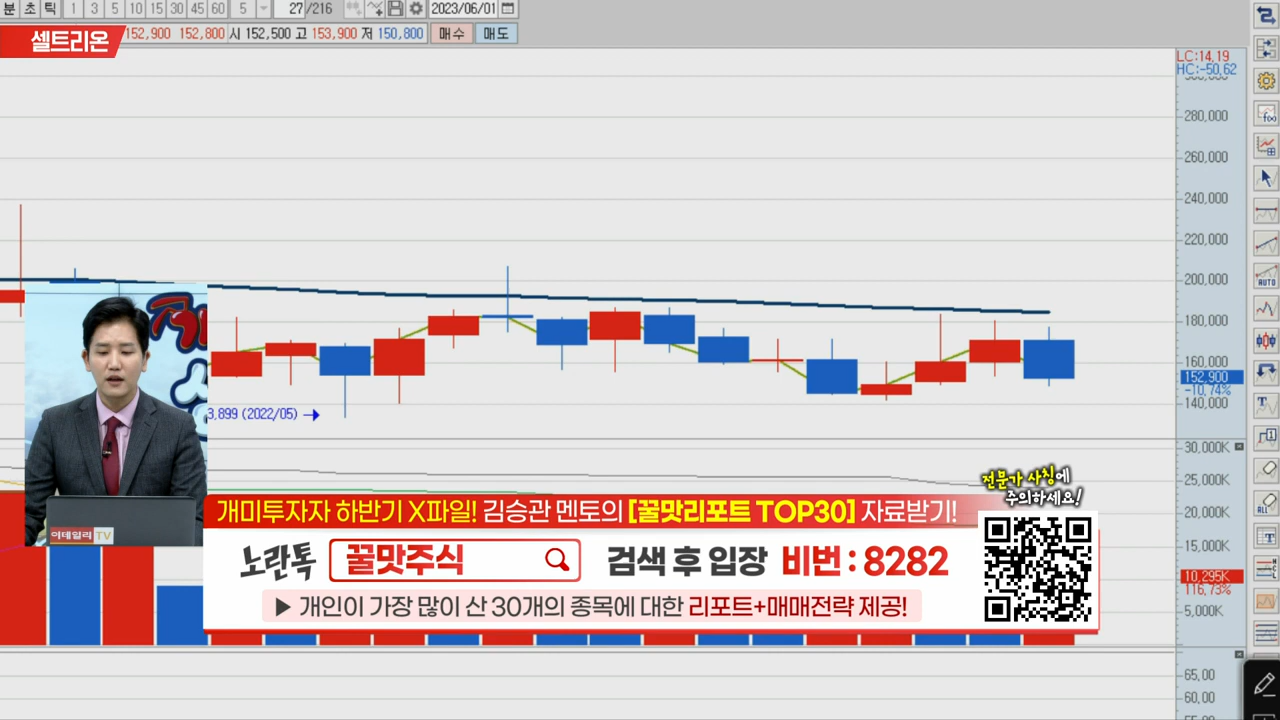 분 초 틱 1 3 5 10 15 30 45 60 5 27 /216 2023/06/01
셀트리온 152,900 152,800 시 152,500 고 153,900 저 150,800 매수 매도
LC:14,19
HC:-50,62
280,000
260,000
240,000
220,000
200,000
180,000
160,000
152,900
-10,74%
140,000
3,899 (2022/05)
30,000K
25,000K
20,000K
15,000K
10,295K
116,73%
5,000K
65,00
60,00
AUTO
ALL
이데일리 TV
전문가 사칭에
주의하세요!
개미투자자 하반기 X파일! 김승관 멘토의 [꿀맛리포트 TOP30] 자료받기!
노란톡 꿀맛주식 검색 후 입장 비번 : 8282
▶ 개인이 가장 많이 산 30개의 종목에 대한 리포트+매매전략 제공!